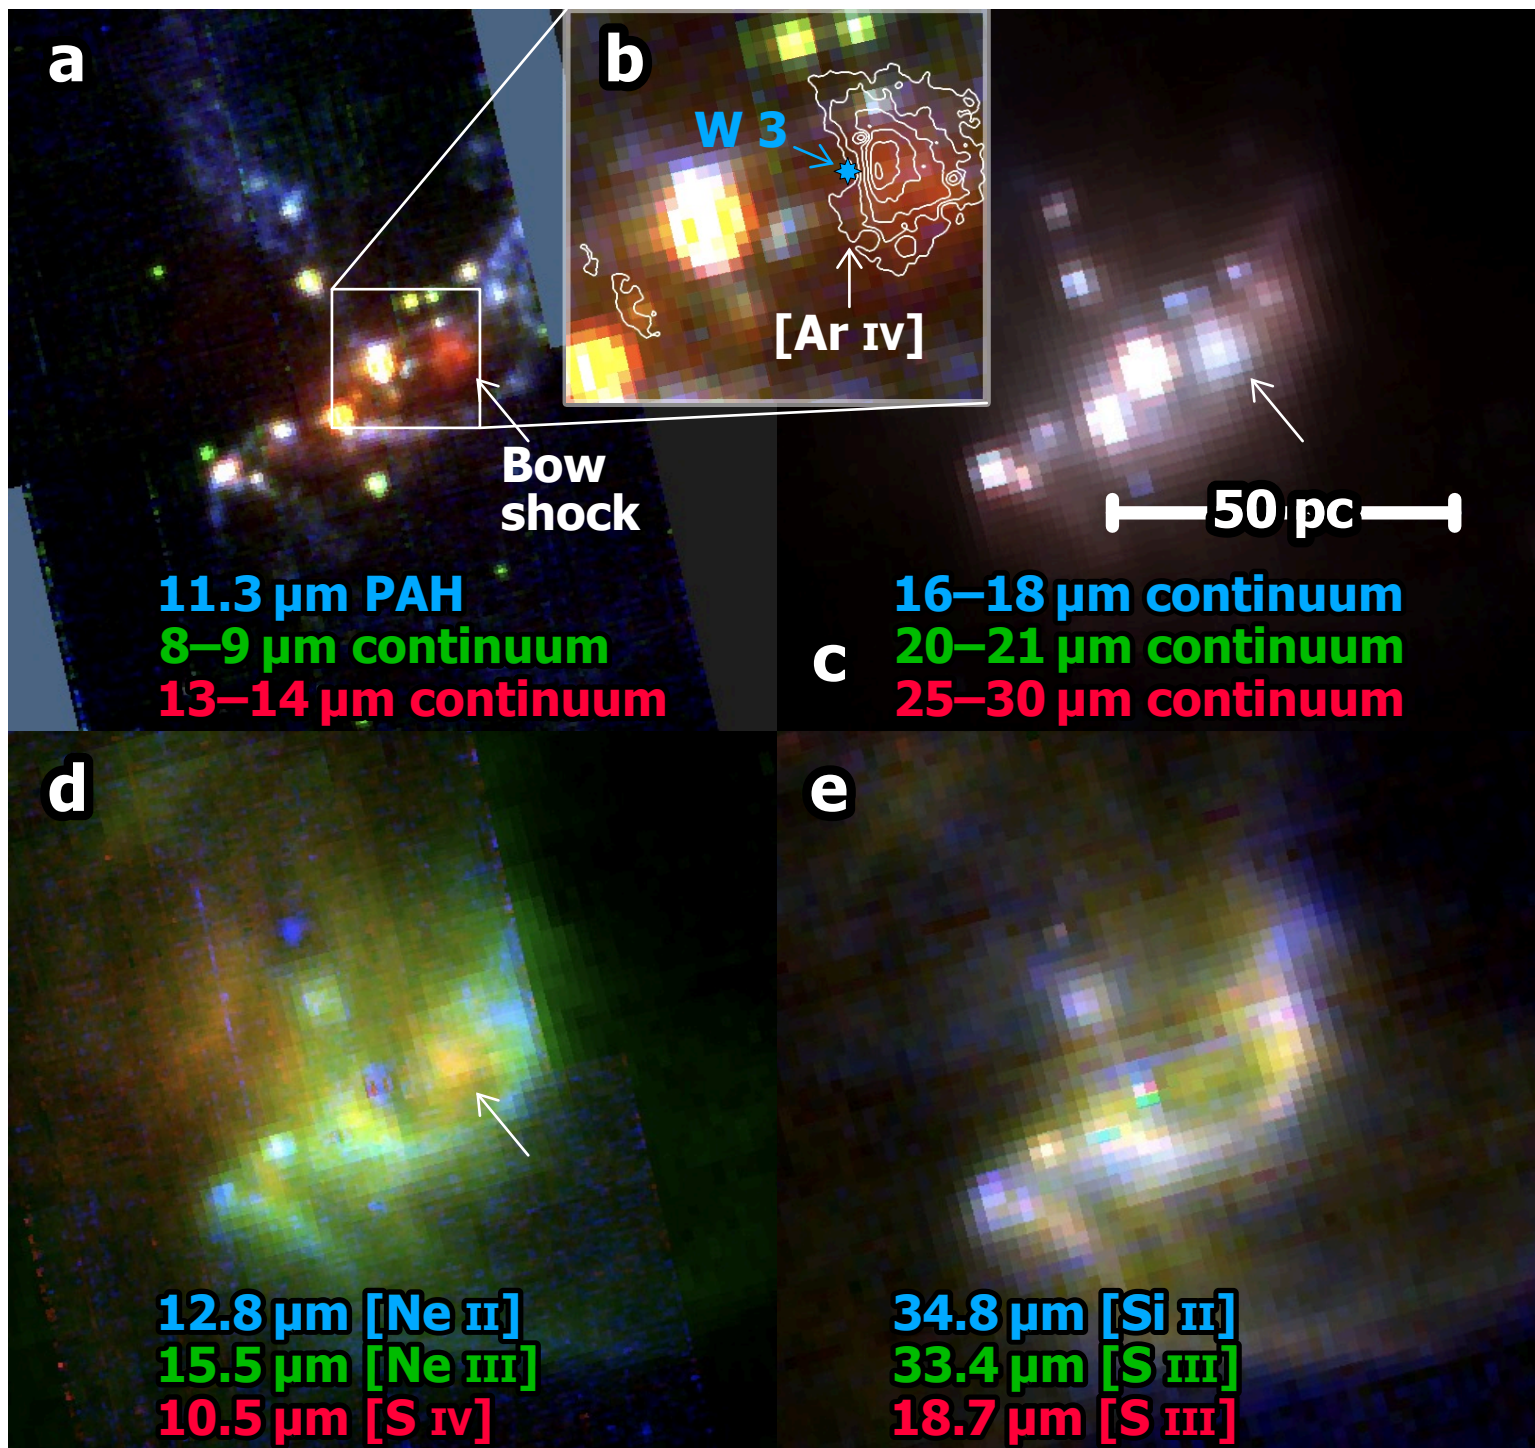 a
b
W 3
[Ar IV]
Bow
shock
11.3 μm PAH
8–9 μm continuum
13–14 μm continuum
50 pc
c
16–18 μm continuum
20–21 μm continuum
25–30 μm continuum
d
12.8 μm [Ne II]
15.5 μm [Ne III]
10.5 μm [S IV]
e
34.8 μm [Si II]
33.4 μm [S III]
18.7 μm [S III]